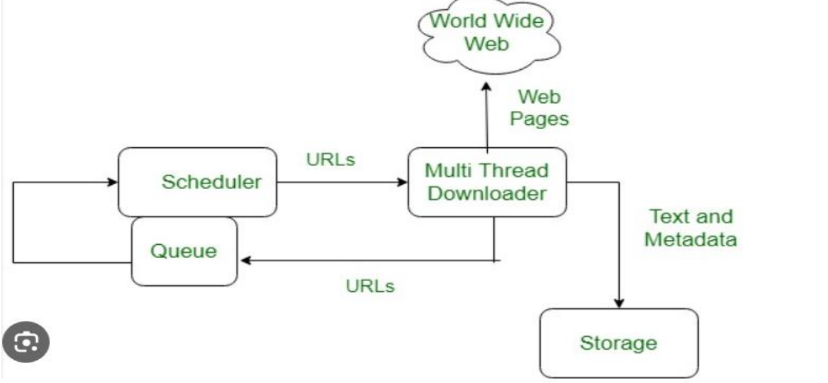 World Wide
Web
Web
Pages
URLs
Scheduler
Multi Thread
Downloader
Text and
Metadata
Queue
URLs
Storage